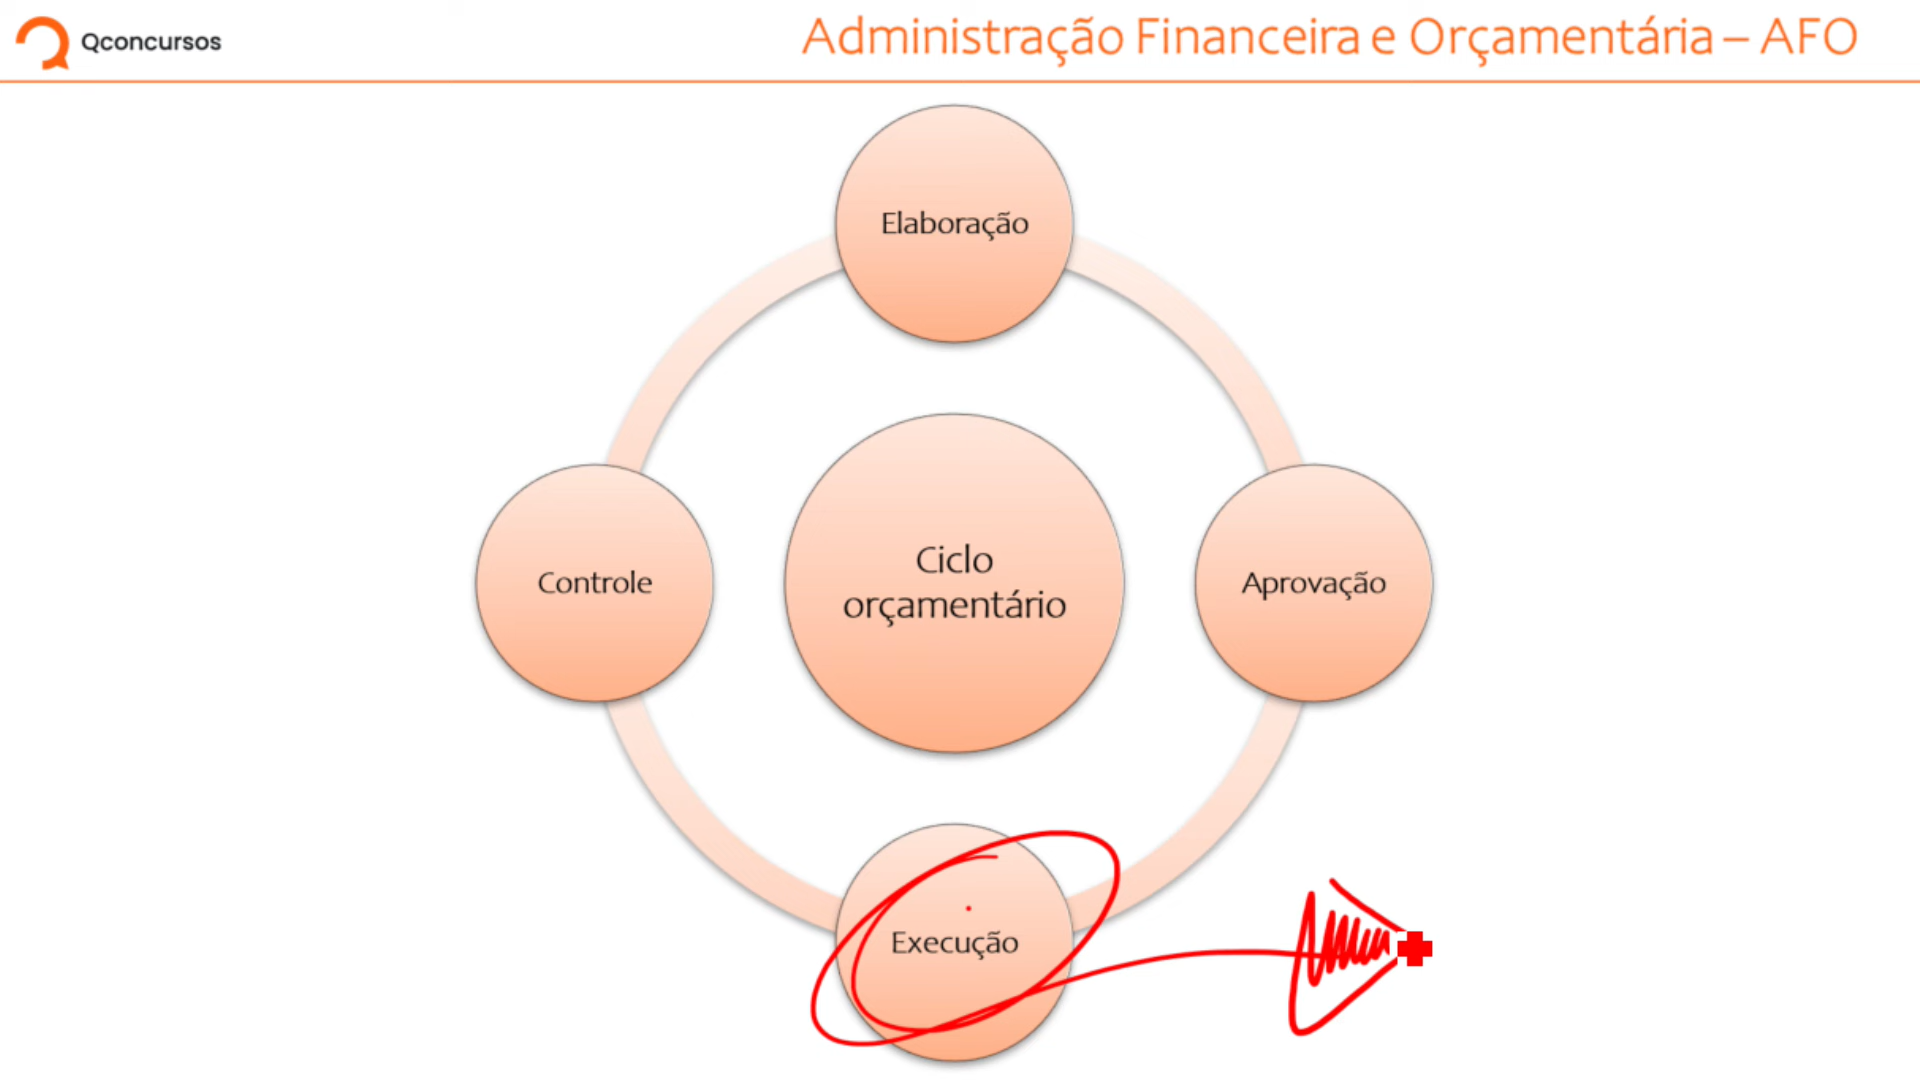 Qconcursos
Administração Financeira e Orçamentária – AFO
Elaboração
Ciclo
orçamentário
Controle
Aprovação
Execução